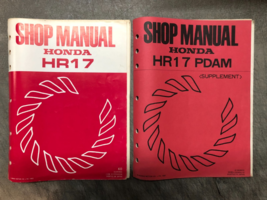 SHOP MANUAL
HONDA
HR17
SHOP MANUAL
HONDA
HR17 PDAM
(SUPPLEMENT)